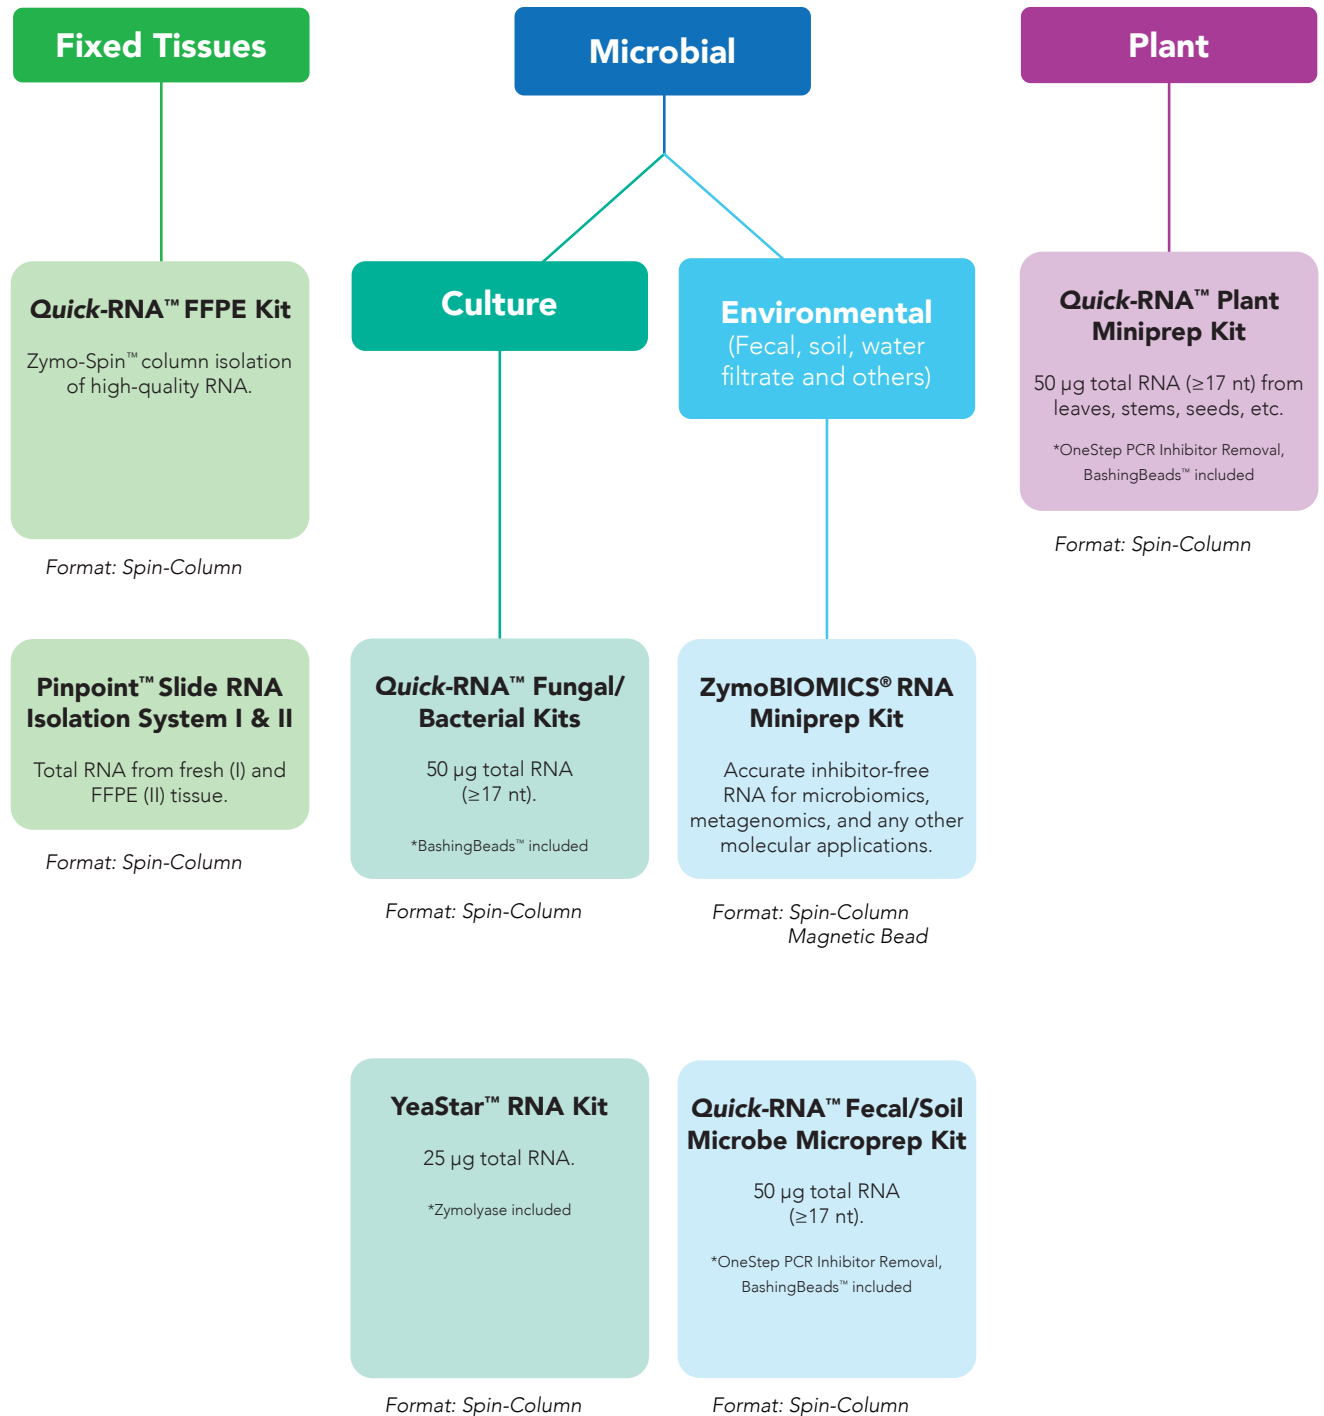 Fixed Tissues
Quick-RNA™ FFPE Kit
Zymo-Spin™ column isolation
of high-quality RNA.
Format: Spin-Column
Pinpoint™ Slide RNA
Isolation System I & II
Total RNA from fresh (I) and
FFPE (II) tissue.
Format: Spin-Column
Microbial
Culture
Quick-RNA™ Fungal/
Bacterial Kits
50 µg total RNA
(≥17 nt).
*BashingBeads™ included
Format: Spin-Column
YeaStar™ RNA Kit
25 µg total RNA.
*Zymolyase included
Format: Spin-Column
Environmental
(Fecal, soil, water
filtrate and others)
ZymoBIOMICS® RNA
Miniprep Kit
Accurate inhibitor-free
RNA for microbiomics,
metagenomics, and any other
molecular applications.
Format: Spin-Column
Magnetic Bead
Quick-RNA™ Fecal/Soil
Microbe Microprep Kit
50 µg total RNA
(≥17 nt).
*OneStep PCR Inhibitor Removal,
BashingBeads™ included
Format: Spin-Column
Plant
Quick-RNA™ Plant
Miniprep Kit
50 µg total RNA (≥17 nt) from
leaves, stems, seeds, etc.
*OneStep PCR Inhibitor Removal,
BashingBeads™ included
Format: Spin-Column